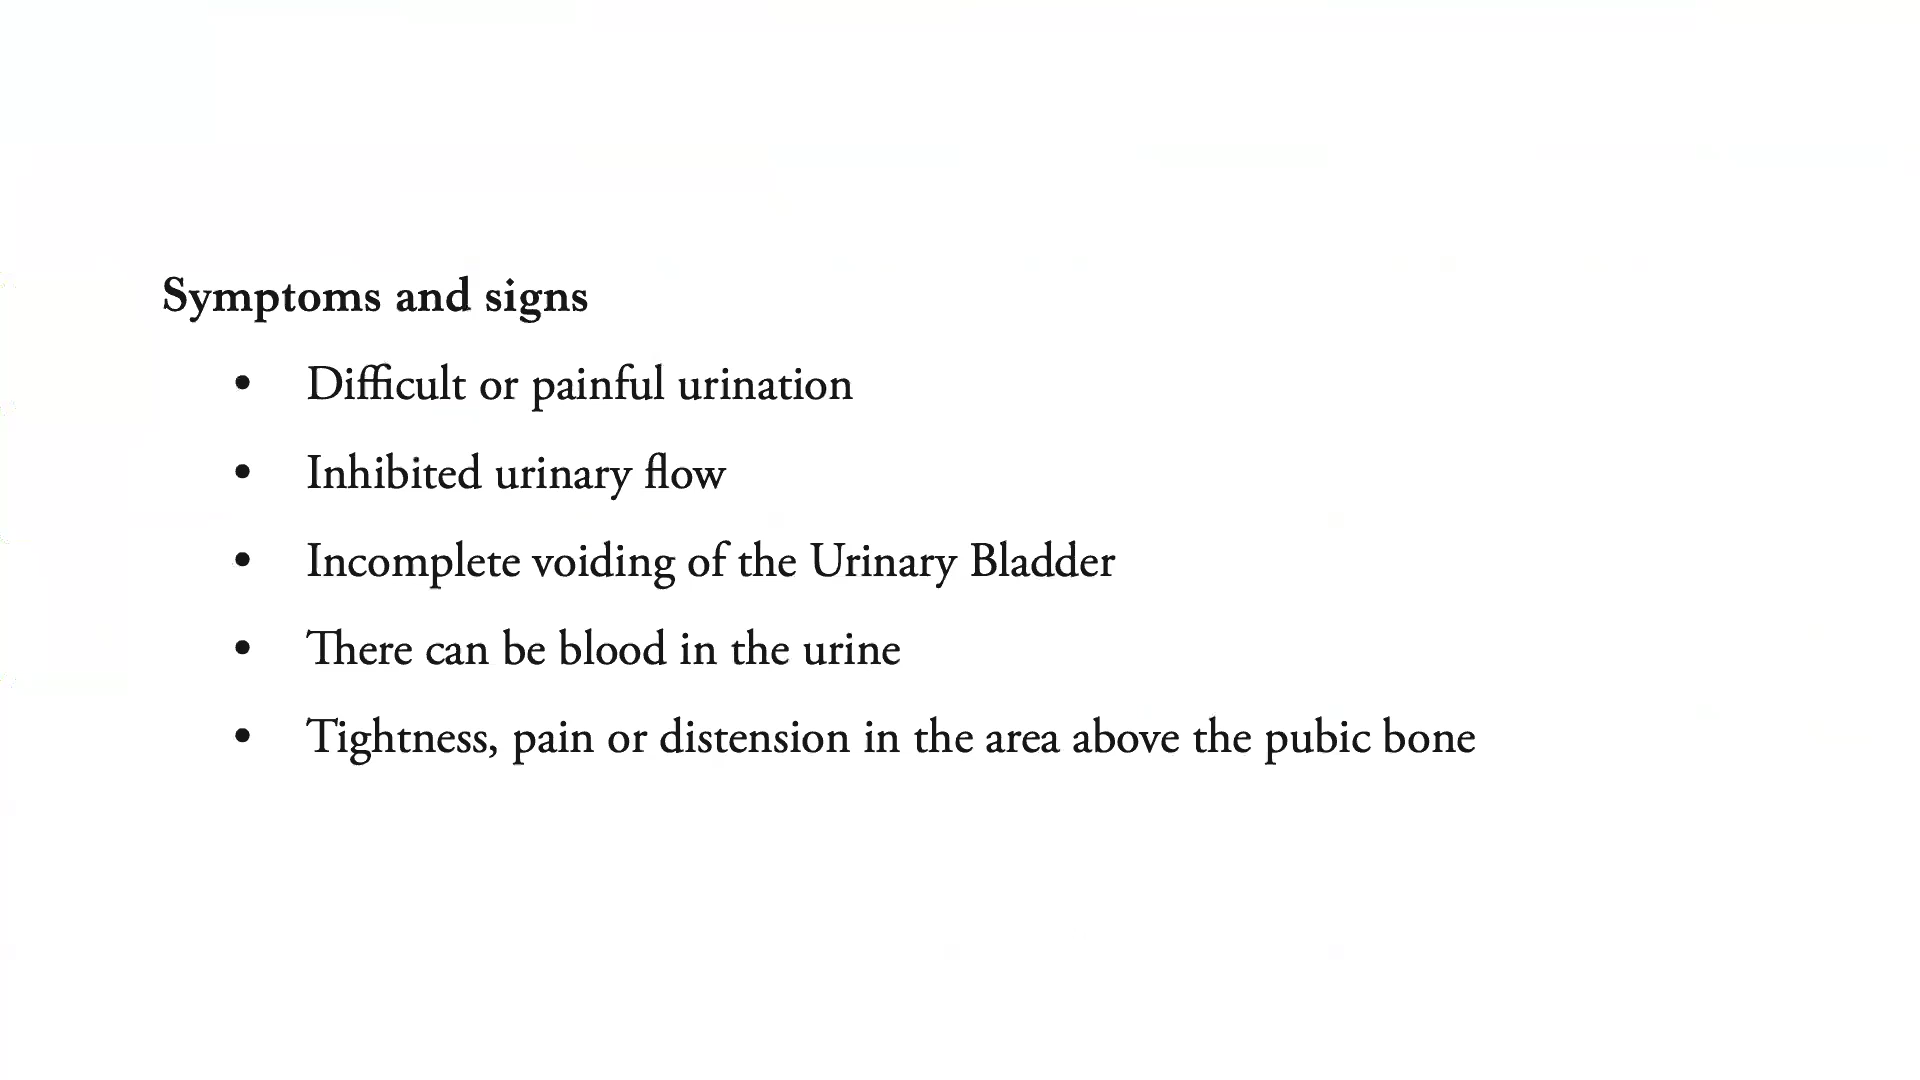 Symptoms and signs
• Difficult or painful urination
• Inhibited urinary flow
• Incomplete voiding of the Urinary Bladder
• There can be blood in the urine
• Tightness, pain or distension in the area above the pubic bone